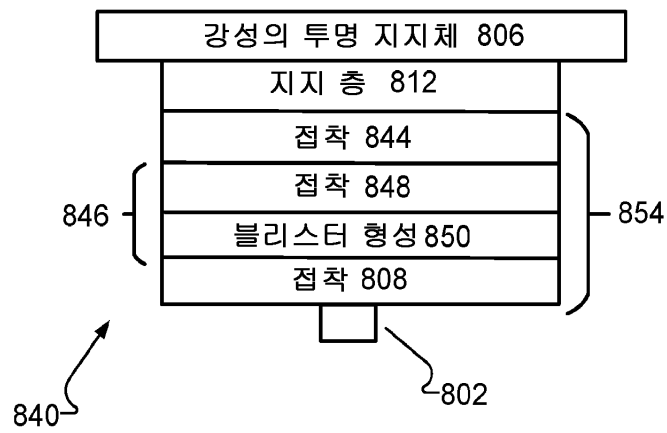 강성의 투명 지지체 806
지지 층 812
접착 844
접착 848
846
854
블리스터 형성 850
접착 808
802
840